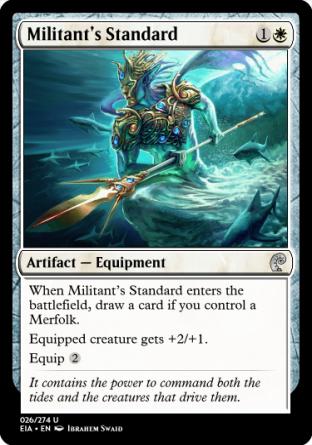 Militant's Standard 1
Artifact — Equipment
When Militant's Standard enters the
battlefield, draw a card if you control a
Merfolk.
Equipped creature gets +2/+1.
Equip 2
It contains the power to command both the
tides and the creatures that drive them.
026/274 U
EIA • EN Ibrahem Swaid